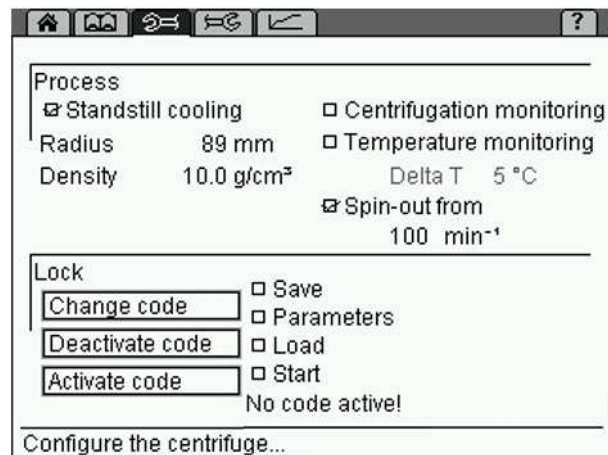 ?
Process
Standstill cooling
Radius 89 mm
Density 10.0 g/cm³
Centrifugation monitoring
Temperature monitoring
Delta T 5 °C
Spin-out from
100 min⁻¹
Lock
Change code
Deactivate code
Activate code
Save
Parameters
Load
Start
No code active!
Configure the centrifuge...